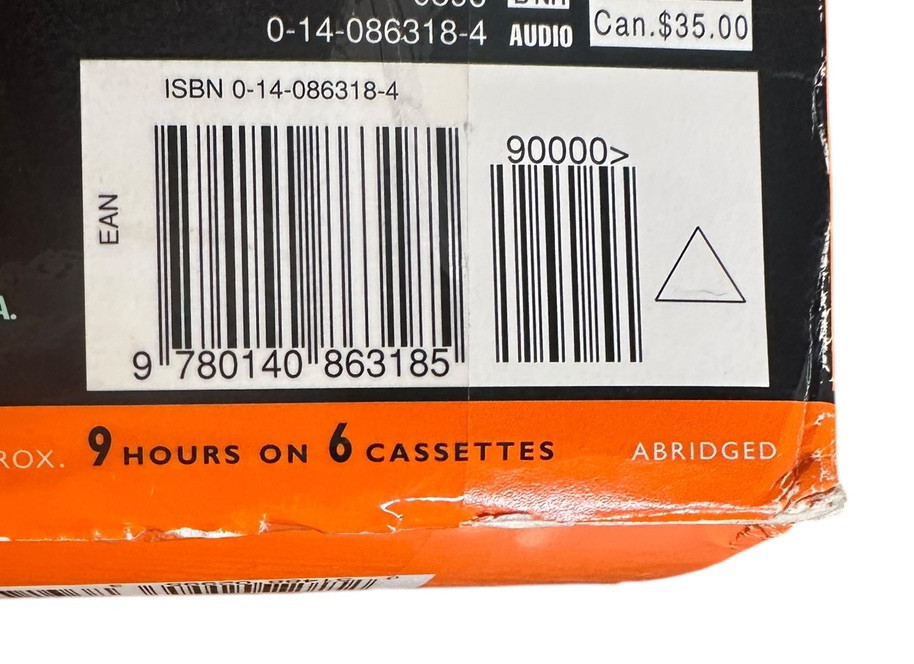 0-14-086318-4 AUDIO Can.$35.00
ISBN 0-14-086318-4
90000>
EAN
9 780140 863185
9 HOURS ON 6 CASSETTES ABRIDGED